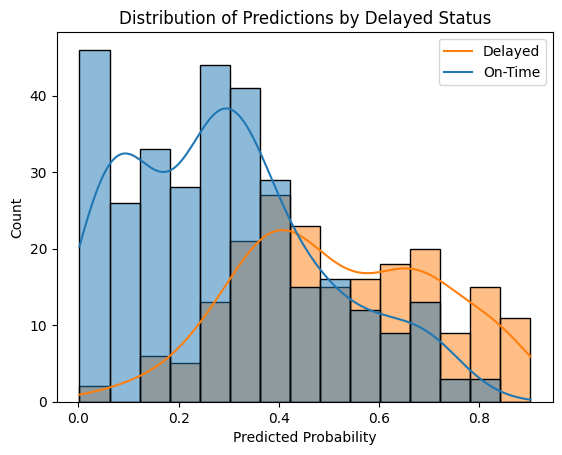 Distribution of Predictions by Delayed Status
Delayed
On-Time
Count
40
30
20
10
0
0.0 0.2 0.4 0.6 0.8
Predicted Probability